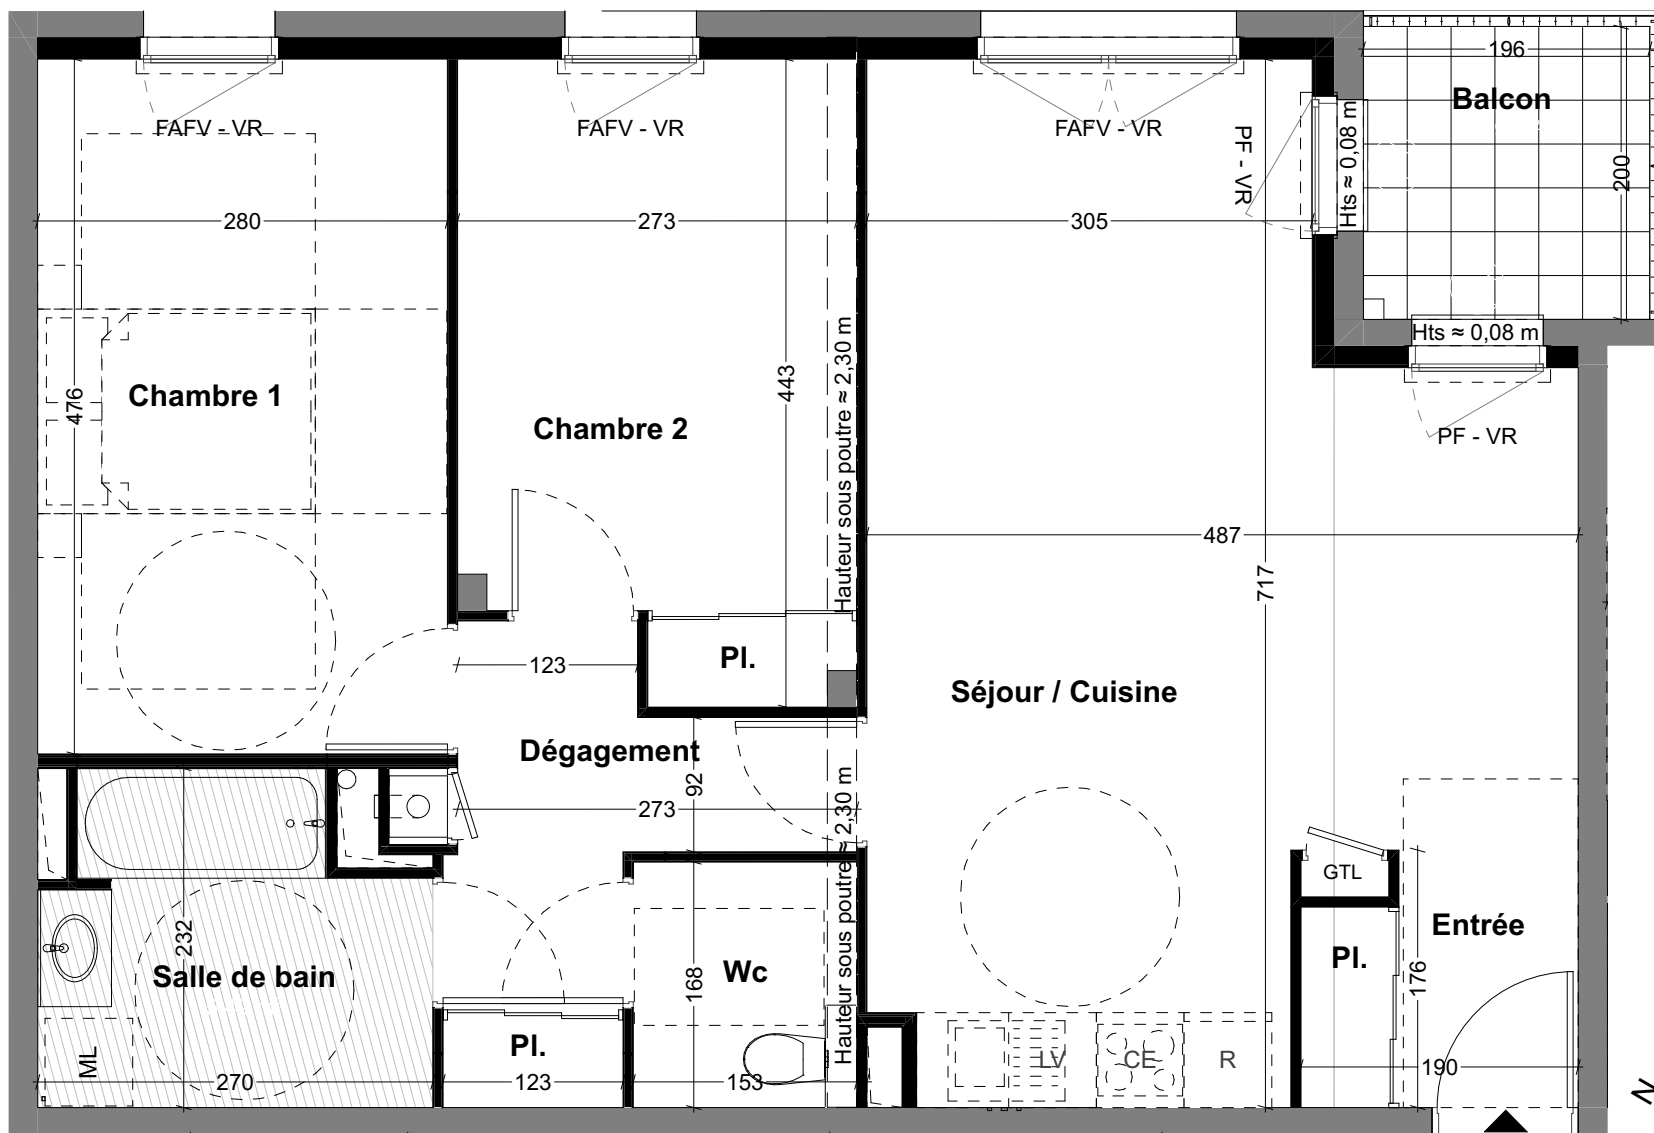 196
Balcon
200
FAFV - VR
FAFV - VR
FAFV - VR
PF - VR
Hts ≈ 0,08 m
280
273
305
Hts ≈ 0,08 m
PF - VR
476
Chambre 1
443
Chambre 2
Hauteur sous poutre ≈ 2,30 m
487
717
123
Pl.
Séjour / Cuisine
Dégagement
92
273
Hauteur sous poutre ≈ 2,30 m
GTL
232
Salle de bain
168
Wc
Pl.
Entrée
176
ML
Pl.
LV
CE
R
270
123
153
190
N